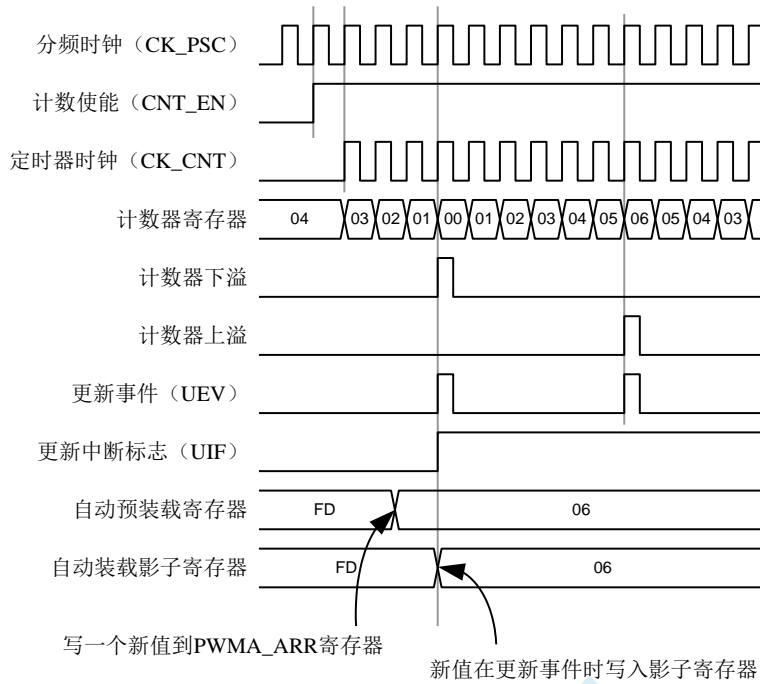 分频时钟（CK_PSC）
计数使能（CNT_EN）
定时器时钟（CK_CNT）
计数器寄存器 04 03 02 01 00 01 02 03 04 05 06 05 04 03
计数器下溢
计数器上溢
更新事件（UEV）
更新中断标志（UIF）
自动预装载寄存器 FD 06
自动装载影子寄存器 FD 06
写一个新值到PWMA_ARR寄存器
新值在更新事件时写入影子寄存器